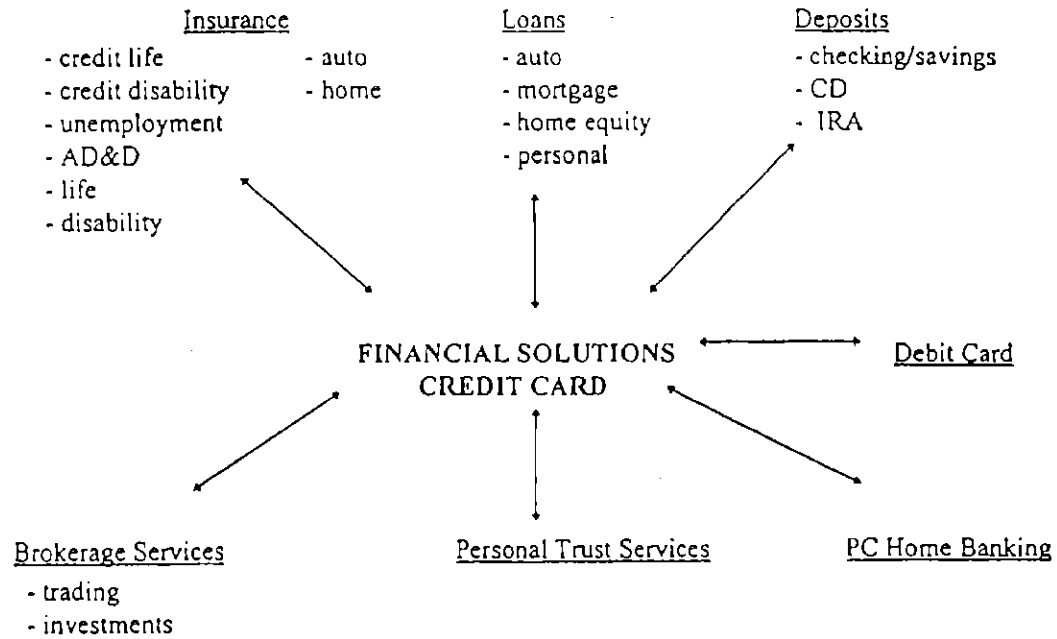 Insurance
- credit life
- credit disability
- unemployment
- AD&D
- life
- disability
- auto
- home
Loans
- auto
- mortgage
- home equity
- personal
Deposits
- checking/savings
- CD
- IRA
FINANCIAL SOLUTIONS
CREDIT CARD
Debit Card
Brokerage Services
- trading
- investments
Personal Trust Services
PC Home Banking